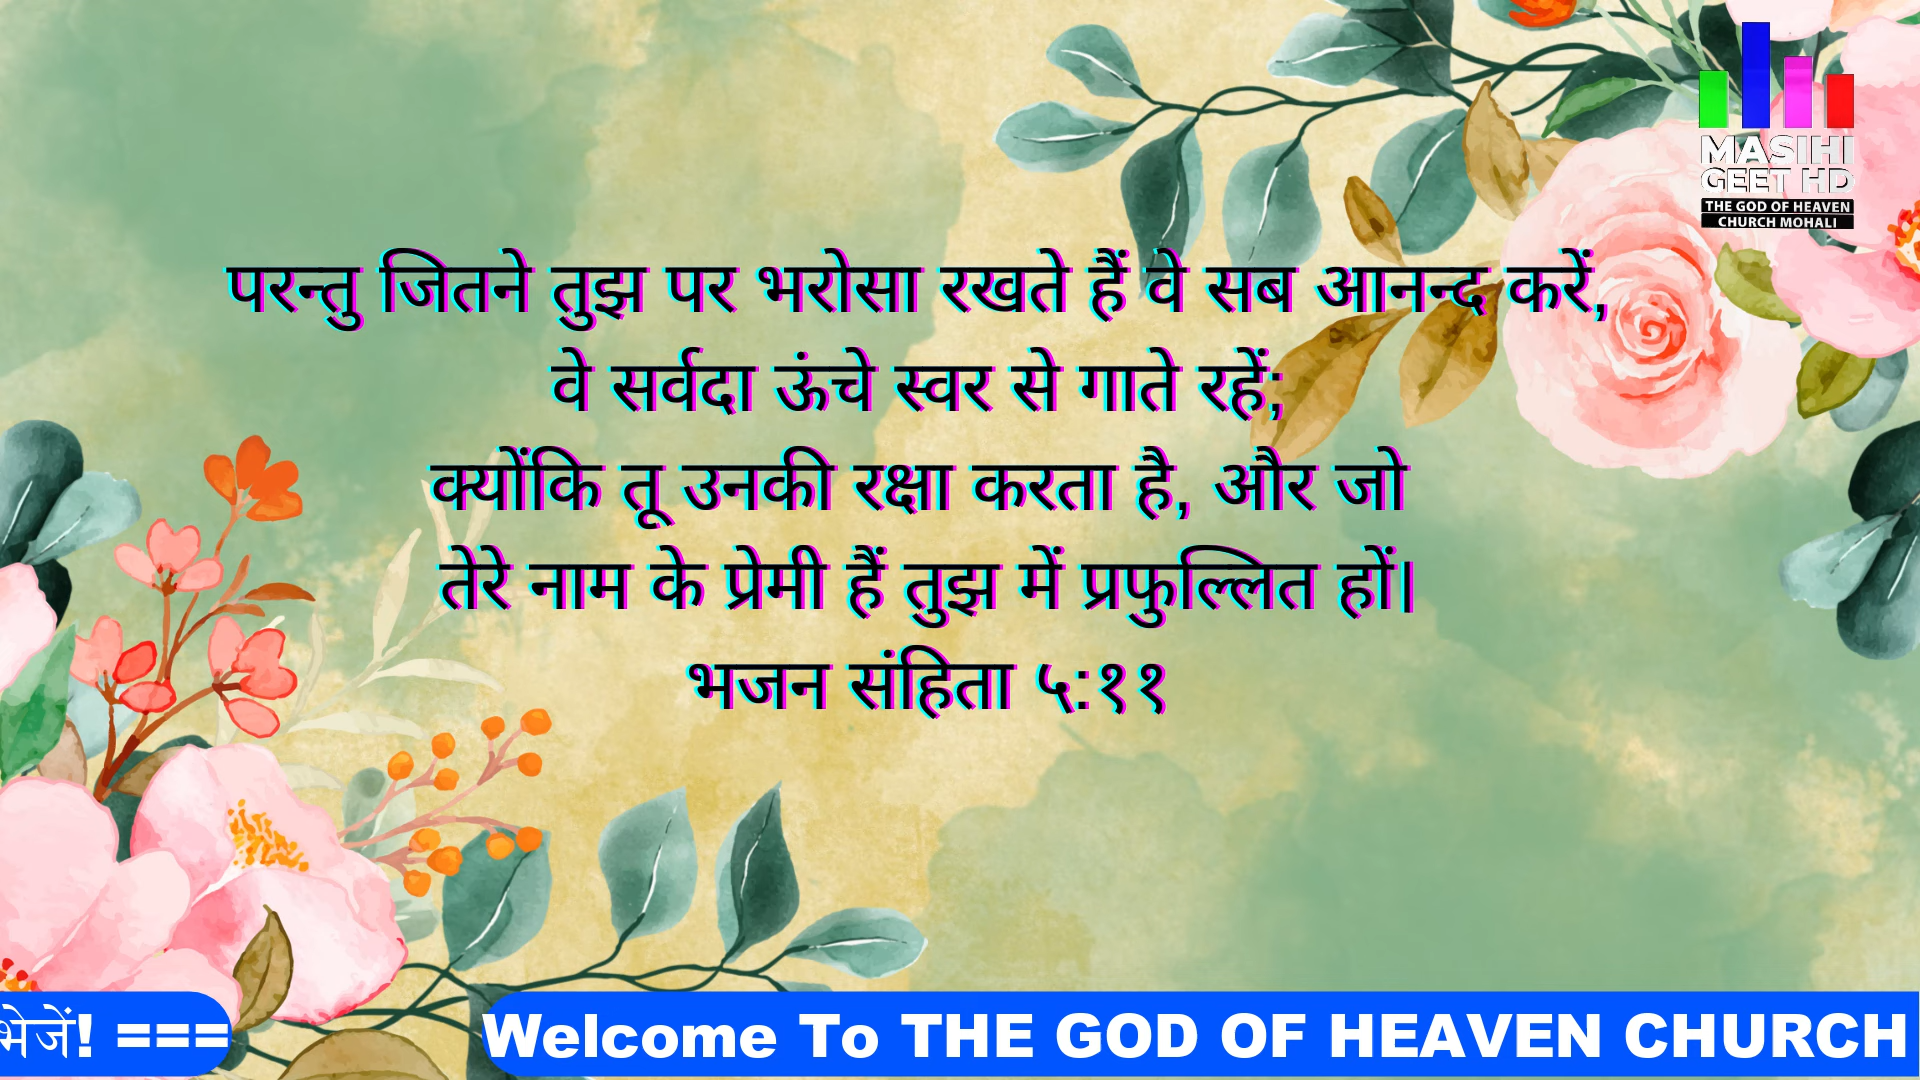 MASIHI
GEET HD
THE GOD OF HEAVEN
CHURCH MOHALI
परन्तु जितने तुझ पर भरोसा रखते हैं वे सब आनन्द करें,
वे सर्वदा ऊंचे स्वर से गाते रहें;
क्योंकि तू उनकी रक्षा करता है, और जो
तेरे नाम के प्रेमी हैं तुझ में प्रफुल्लित हों।
भजन संहिता ५:११
भेजें! === Welcome To THE GOD OF HEAVEN CHURCH